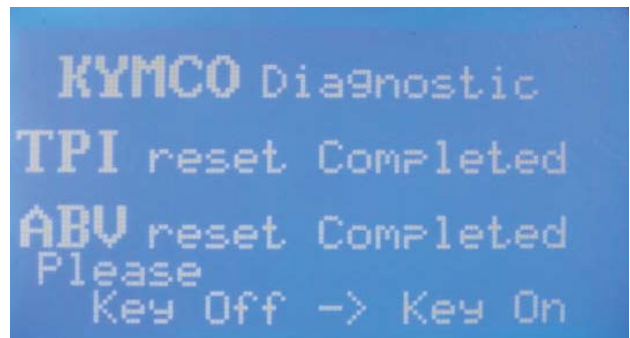 KYMCO Diagnostic
TPI reset Completed
ABV reset Completed
Please
Key Off -> Key On